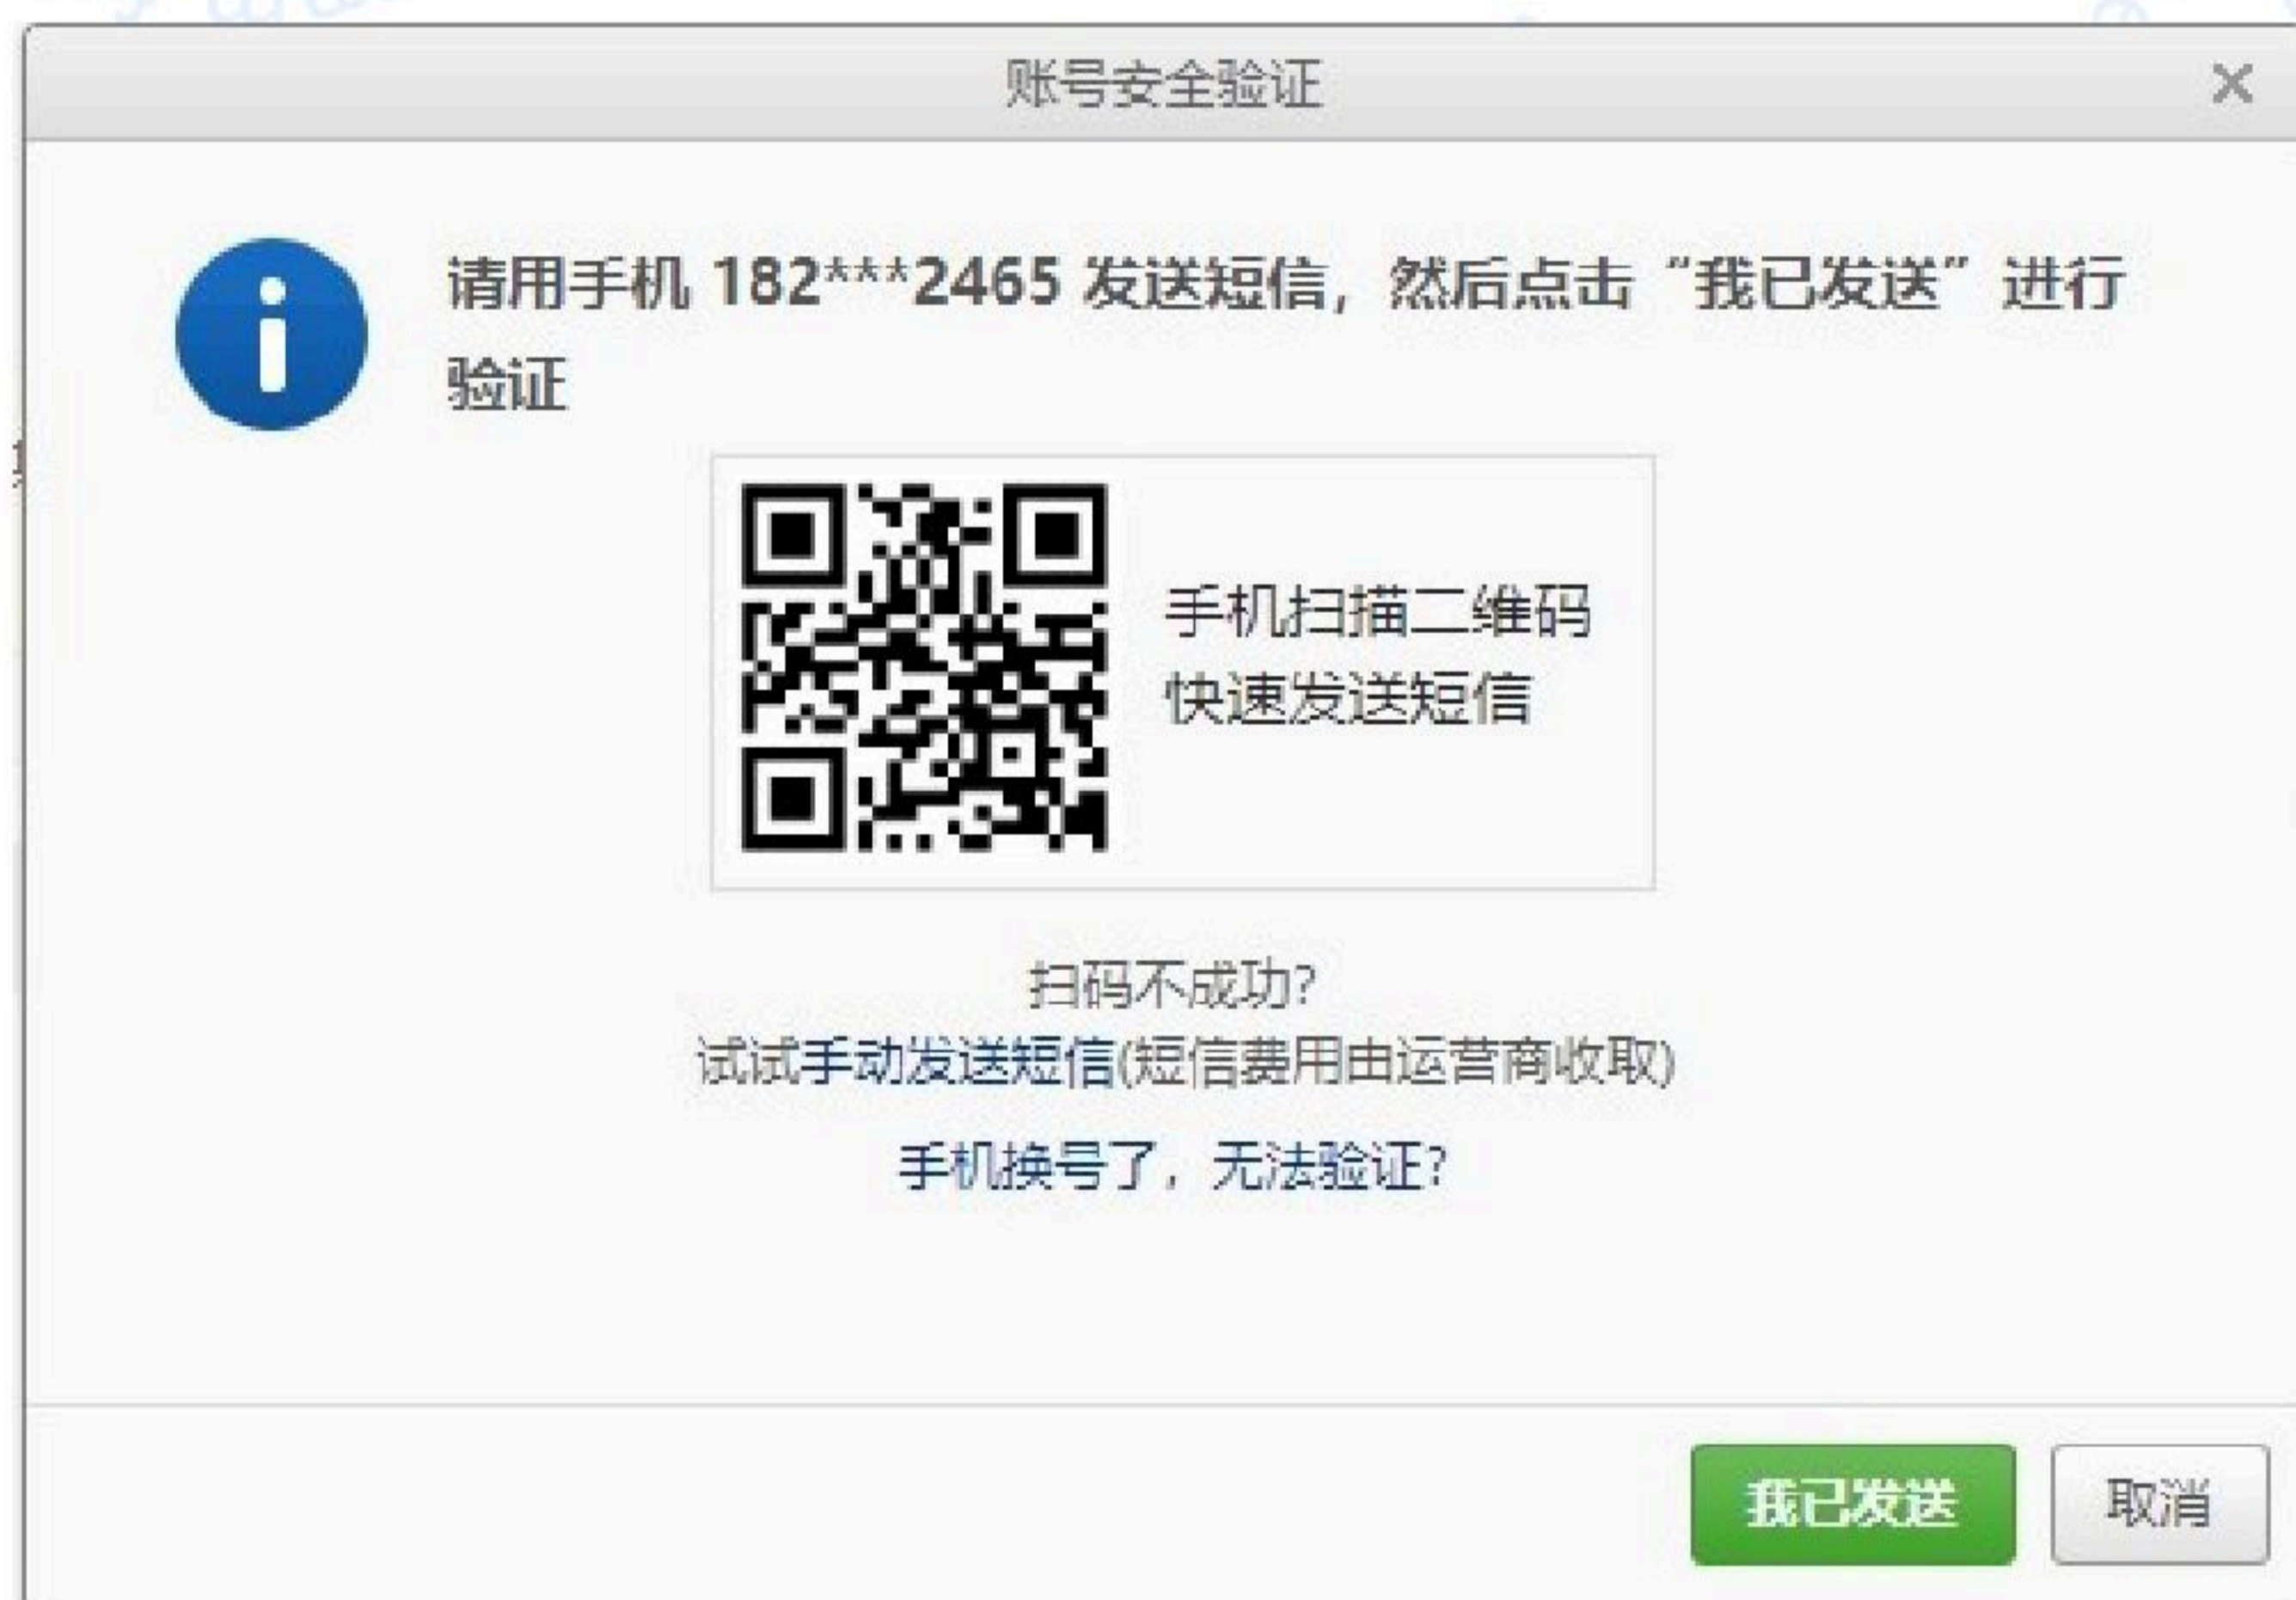 账号安全验证
请用手机 182***2465 发送短信，然后点击“我已发送”进行
验证
手机扫描二维码
快速发送短信
扫码不成功?
试试手动发送短信(短信费用由运营商收取)
手机换号了，无法验证?
我已发送
取消